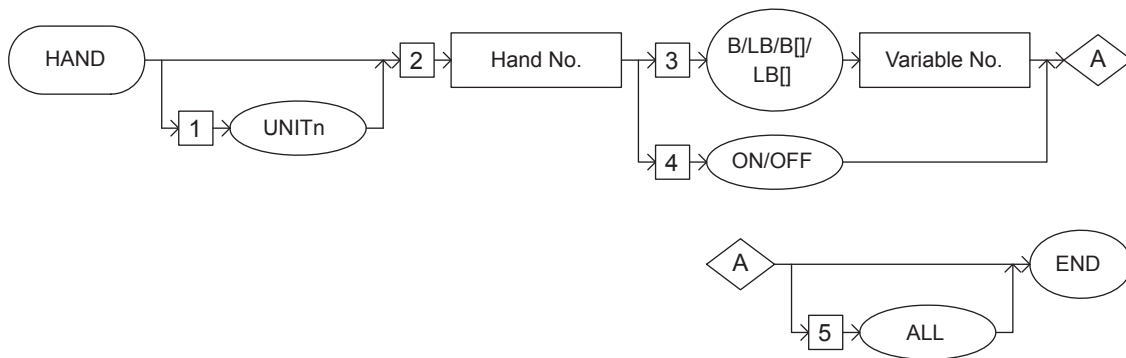 HAND
2
Hand No.
3
B/LB/B[]/
LB[]
Variable No.
A
1
UNITn
4
ON/OFF
A
END
5
ALL